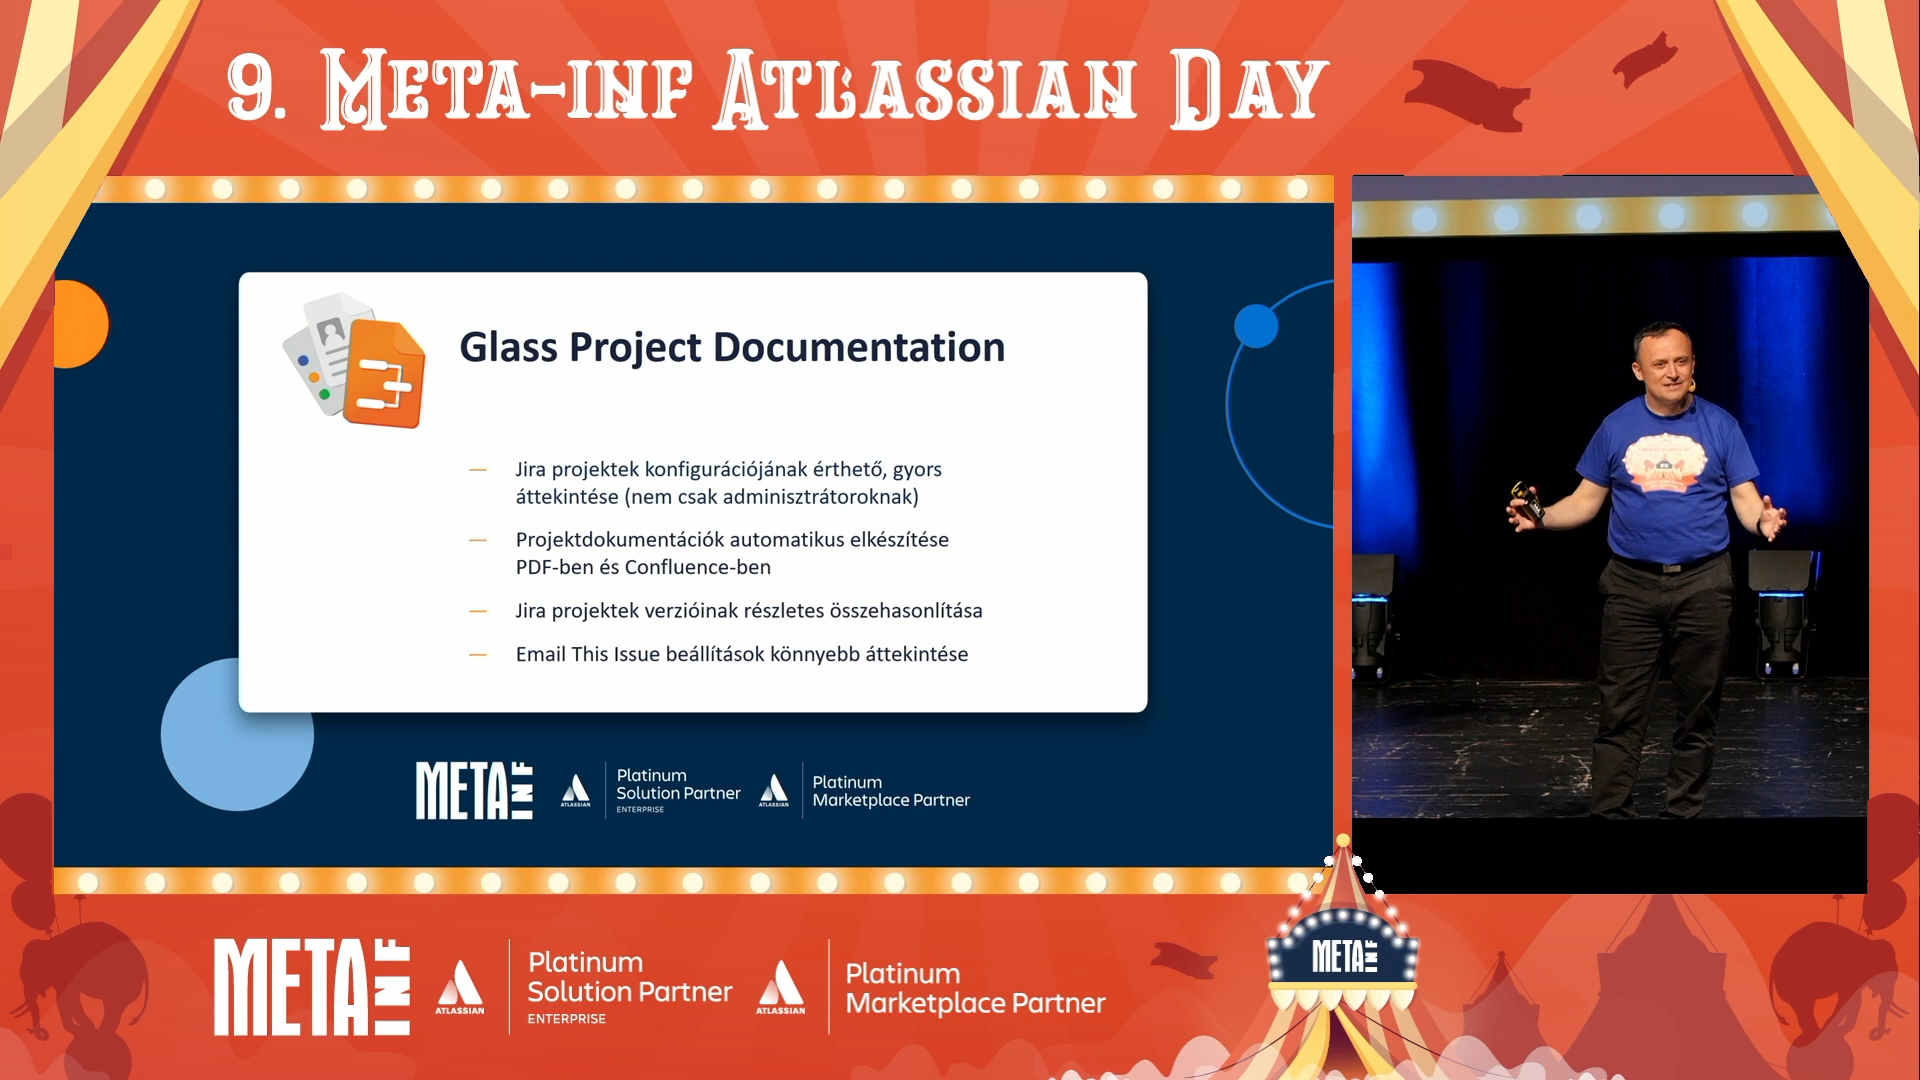 9. META-INF ATLASSIAN DAY
Glass Project Documentation
— Jira projektek konfigurációjának érthető, gyors
áttekintése (nem csak adminisztrátoroknak)
— Projektdokumentációk automatikus elkészítése
PDF-ben és Confluence-ben
— Jira projektek verzióinak részletes összehasonlítása
— Email This Issue beállítások könnyebb áttekintése
META INF
ATLASSIAN
Platinum
Solution Partner
ENTERPRISE
ATLASSIAN
Platinum
Marketplace Partner
META INF
ATLASSIAN
Platinum
Solution Partner
ENTERPRISE
ATLASSIAN
Platinum
Marketplace Partner
META INF